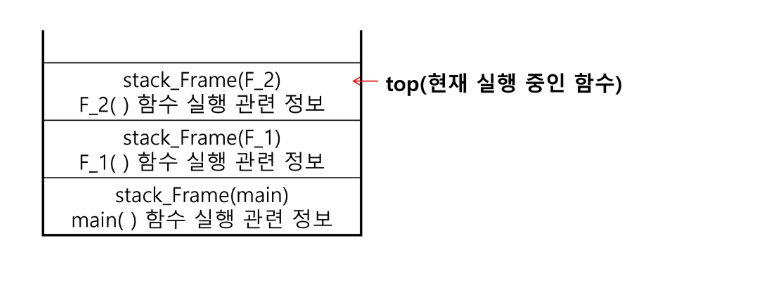 stack_Frame(F_2)
F_2( ) 함수 실행 관련 정보
top(현재 실행 중인 함수)
stack_Frame(F_1)
F_1( ) 함수 실행 관련 정보
stack_Frame(main)
main( ) 함수 실행 관련 정보